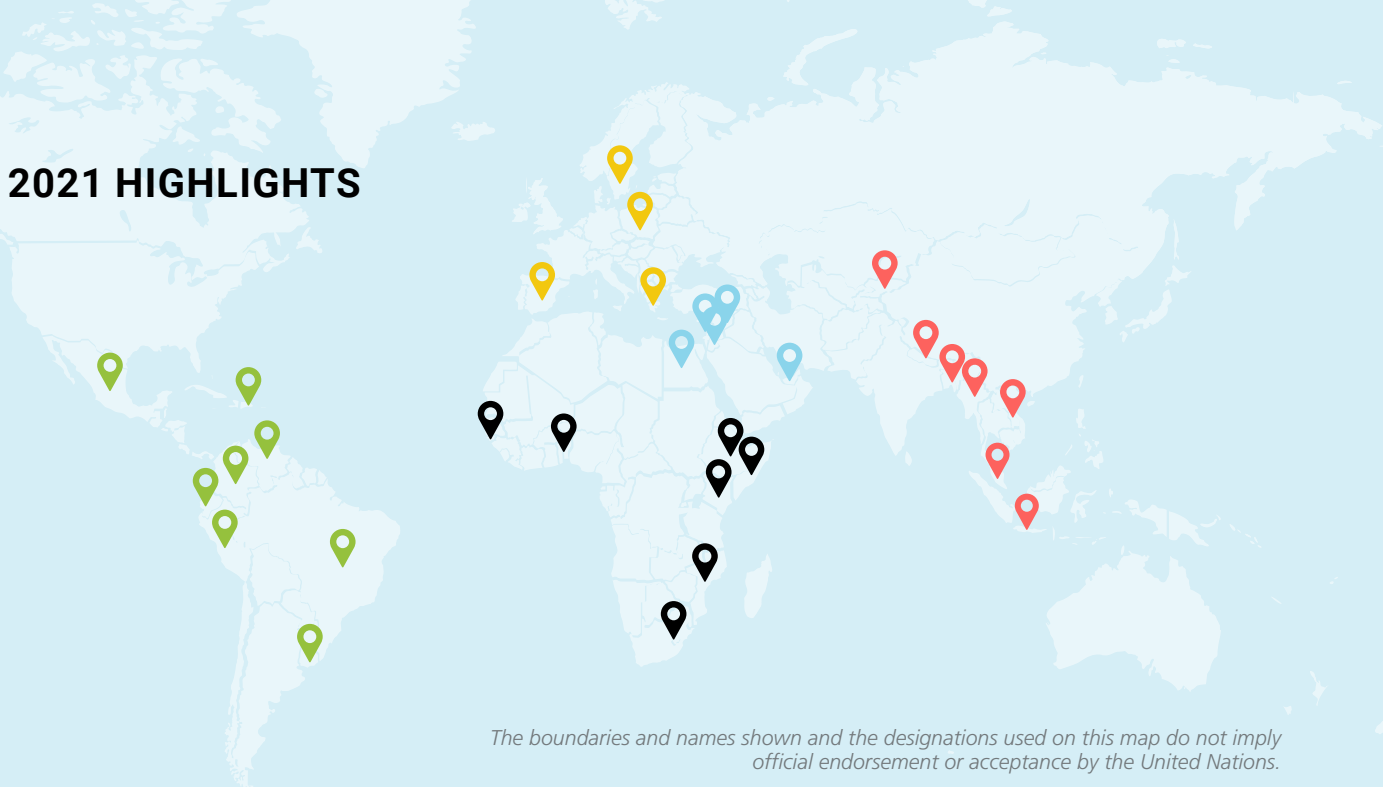 2021 HIGHLIGHTS
The boundaries and names shown and the designations used on this map do not imply
official endorsement or acceptance by the United Nations.